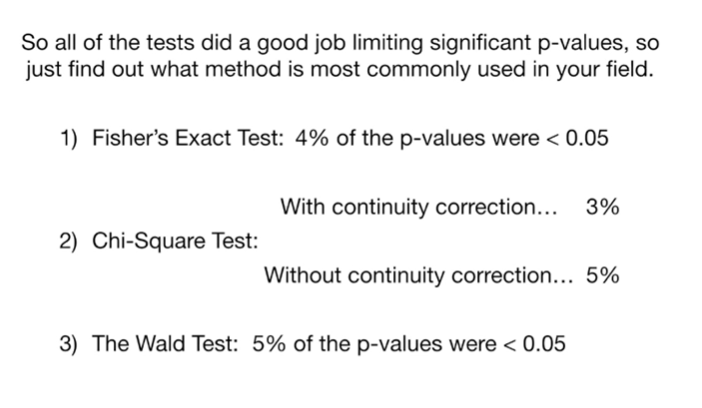 So all of the tests did a good job limiting significant p-values, so
just find out what method is most commonly used in your field.
1) Fisher’s Exact Test: 4% of the p-values were < 0.05
With continuity correction… 3%
2) Chi-Square Test:
Without continuity correction… 5%
3) The Wald Test: 5% of the p-values were < 0.05